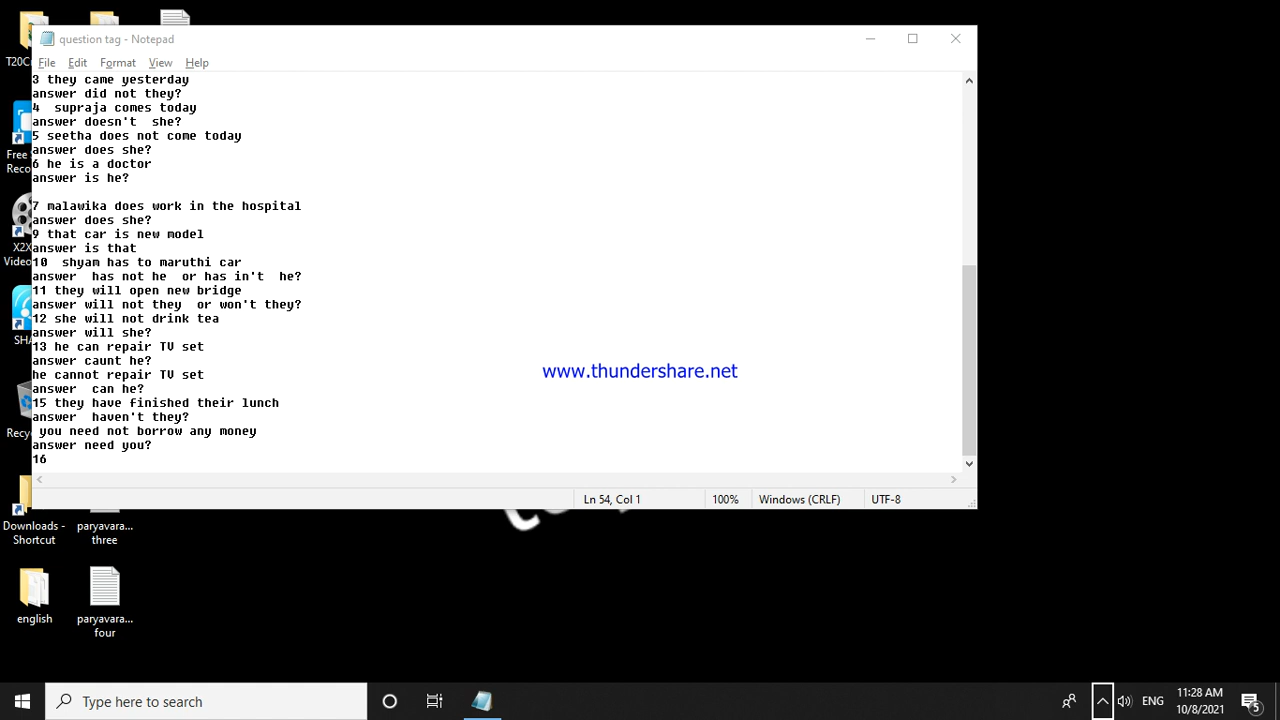 question tag - Notepad
File Edit Format View Help
3 they came yesterday
answer did not they?
4  supraja comes today
answer doesn't  she?
5 seetha does not come today
answer does she?
6 he is a doctor
answer is he?
7 malawika does work in the hospital
answer does she?
9 that car is new model
answer is that
10  shyam has to maruthi car
answer  has not he  or has in't  he?
11 they will open new bridge
answer will not they  or won't they?
12 she will not drink tea
answer will she?
13 he can repair TV set
answer caunt he?
he cannot repair TV set
answer  can he?
15 they have finished their lunch
answer  haven't they?
you need not borrow any money
answer need you?
16
Ln 54, Col 1 100% Windows (CRLF) UTF-8
www.thundershare.net
Free
X2X
Video
Downloads -
Shortcut
paryavara...
three
english
paryavara...
four
Type here to search
ENG
11:28 AM
10/8/2021
5